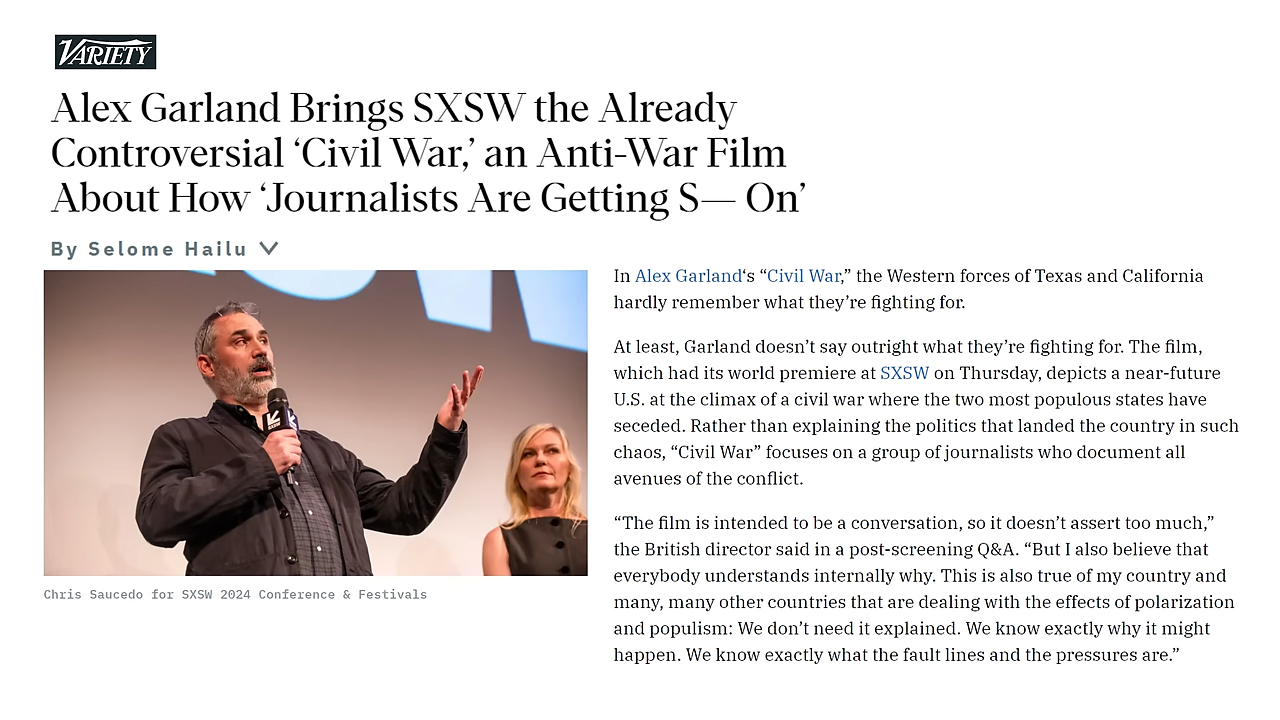 VARIETY
Alex Garland Brings SXSW the Already
Controversial ‘Civil War,’ an Anti-War Film
About How ‘Journalists Are Getting S— On’
By Selome Hailu
In Alex Garland‘s “Civil War,” the Western forces of Texas and California
hardly remember what they’re fighting for.
At least, Garland doesn’t say outright what they’re fighting for. The film,
which had its world premiere at SXSW on Thursday, depicts a near-future
U.S. at the climax of a civil war where the two most populous states have
seceded. Rather than explaining the politics that landed the country in such
chaos, “Civil War” focuses on a group of journalists who document all
avenues of the conflict.
“The film is intended to be a conversation, so it doesn’t assert too much,”
the British director said in a post-screening Q&A. “But I also believe that
everybody understands internally why. This is also true of my country and
many, many other countries that are dealing with the effects of polarization
and populism: We don’t need it explained. We know exactly why it might
happen. We know exactly what the fault lines and the pressures are.”
SXSW
Chris Saucedo for SXSW 2024 Conference & Festivals